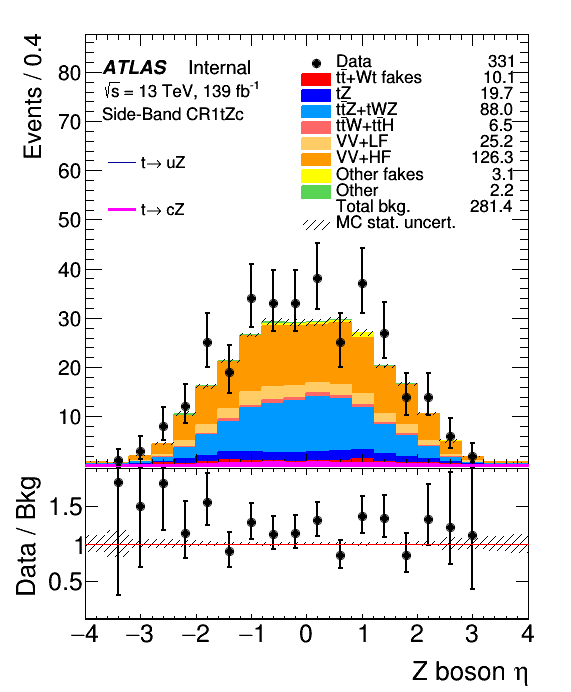 ATLAS Internal
√s = 13 TeV, 139 fb⁻¹
Side-Band CR1tZc
t→ uZ
t→ cZ
Data 331
tt̄+Wt fakes 10.1
tZ 19.7
tt̄Z+tWZ 88.0
tt̄W+tt̄H 6.5
VV+LF 25.2
VV+HF 126.3
Other fakes 3.1
Other 2.2
Total bkg. 281.4
MC stat. uncert.
Events / 0.4
80
70
60
50
40
30
20
10
Data / Bkg
1.5
1
0.5
−4 −3 −2 −1 0 1 2 3 4
Z boson η